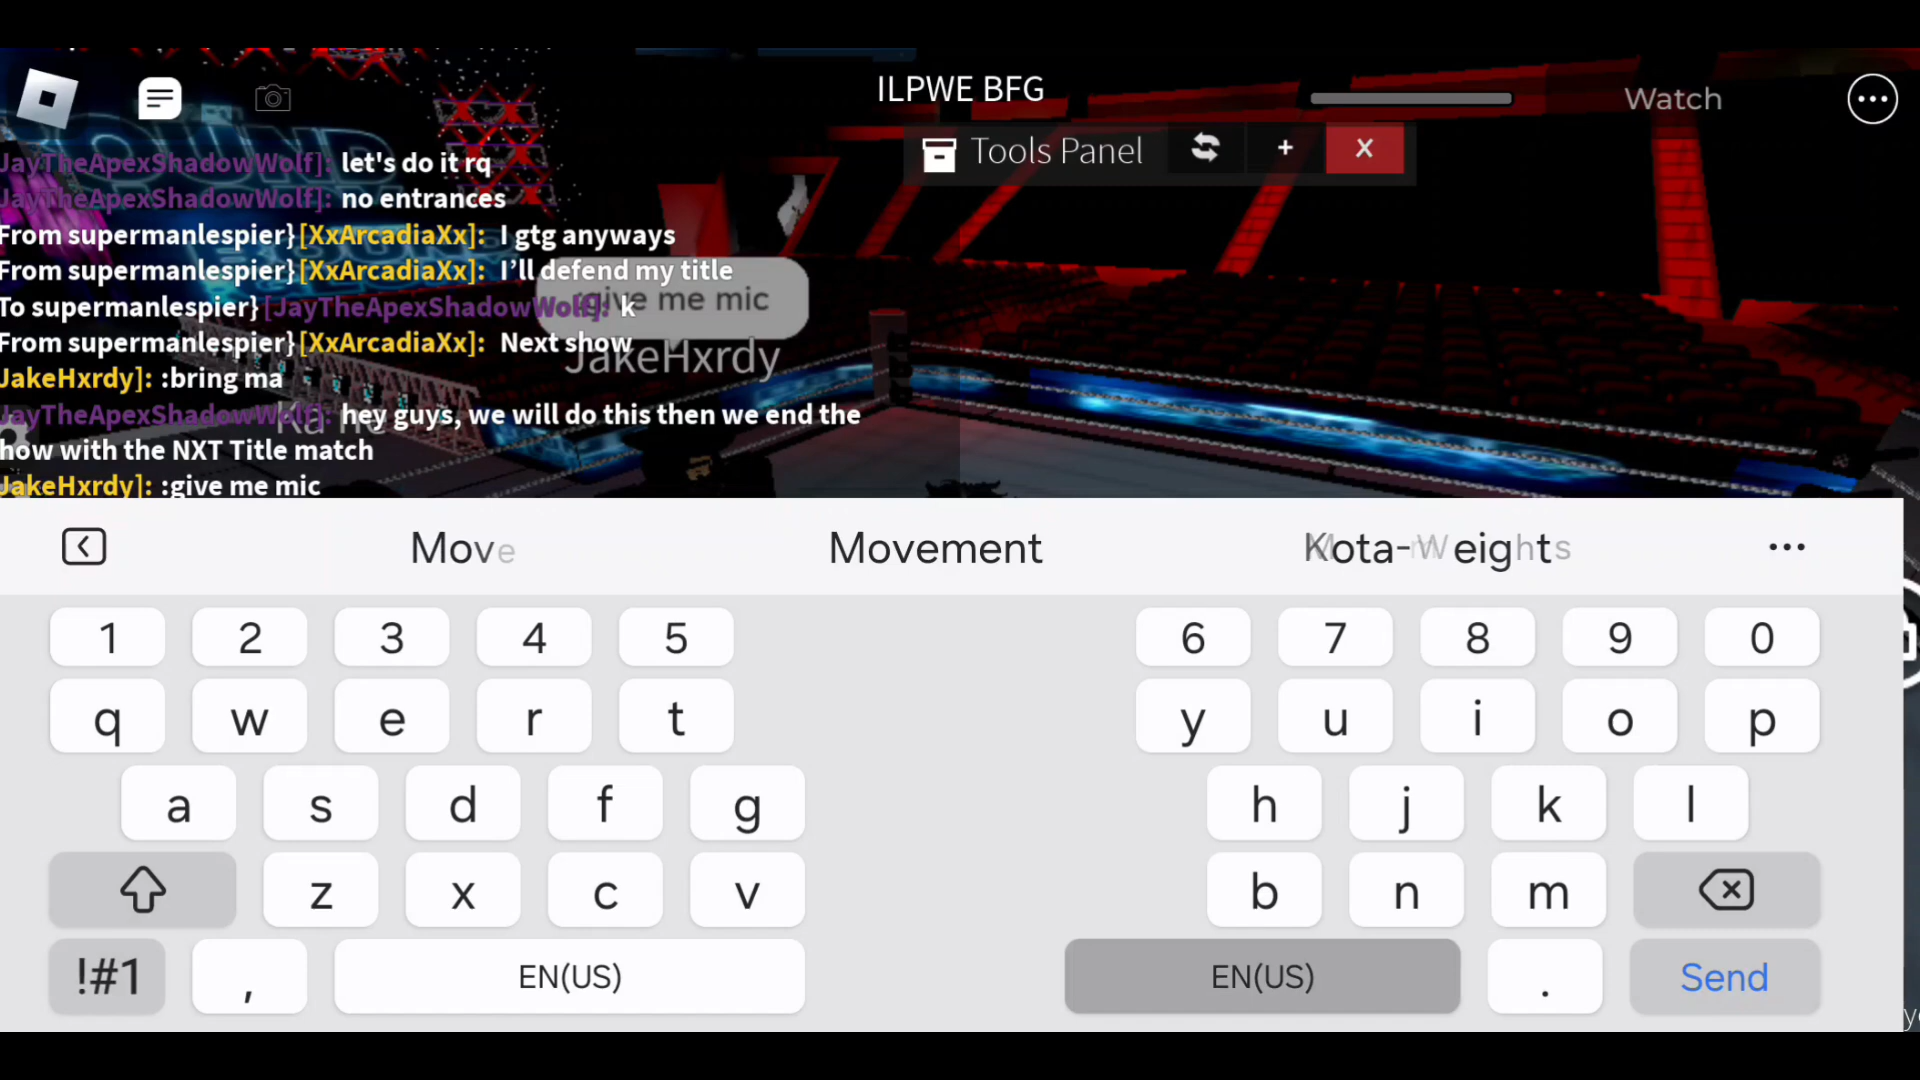 ILPWE BFG
Watch
Tools Panel
+
X
JayTheApexShadowWolf]: let's do it rq
JayTheApexShadowWolf]: no entrances
From supermanlespier} [XxArcadiaXx]: I gtg anyways
From supermanlespier} [XxArcadiaXx]: I’ll defend my title
give me mic
To supermanlespier} [JayTheApexShadowWolf]: k
From supermanlespier} [XxArcadiaXx]: Next show
JakeHxrdy
JakeHxrdy]: :bring ma
JayTheApexShadowWolf]: hey guys, we will do this then we end the
how with the NXT Title match
JakeHxrdy]: :give me mic
Move Movement
1 2 3 4 5 6 7 8 9 0
q w e r t y u i o p
a s d f g h j k l
z x c v b n m
!#1 , EN(US) EN(US) . Send